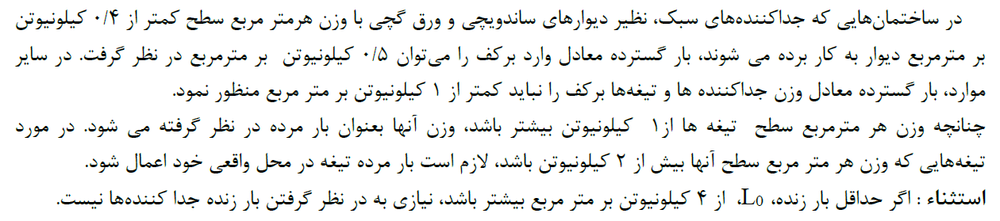 در ساختمان‌هایی که جداکننده‌های سبک، نظیر دیوارهای ساندویچی و ورق گچی با وزن هرمتر مربع سطح کمتر از ۰/۴ کیلونیوتن
بر مترمربع دیوار به کار برده می شوند، بار گسترده معادل وارد برکف را می‌توان ۰/۵ کیلونیوتن بر مترمربع در نظر گرفت. در سایر
موارد، بار گسترده معادل وزن جداکننده ها و تیغه‌ها برکف را نباید کمتر از ۱ کیلونیوتن بر متر مربع منظور نمود.
چنانچه وزن هر مترمربع سطح تیغه ها از۱ کیلونیوتن بیشتر باشد، وزن آنها بعنوان بار مرده در نظر گرفته می شود. در مورد
تیغه‌هایی که وزن هر متر مربع سطح آنها بیش از ۲ کیلونیوتن باشد، لازم است بار مرده تیغه در محل واقعی خود اعمال شود.
استثناء : اگر حداقل بار زنده، L0، از ۴ کیلونیوتن بر متر مربع بیشتر باشد، نیازی به در نظر گرفتن بار زنده جدا کننده‌ها نیست.